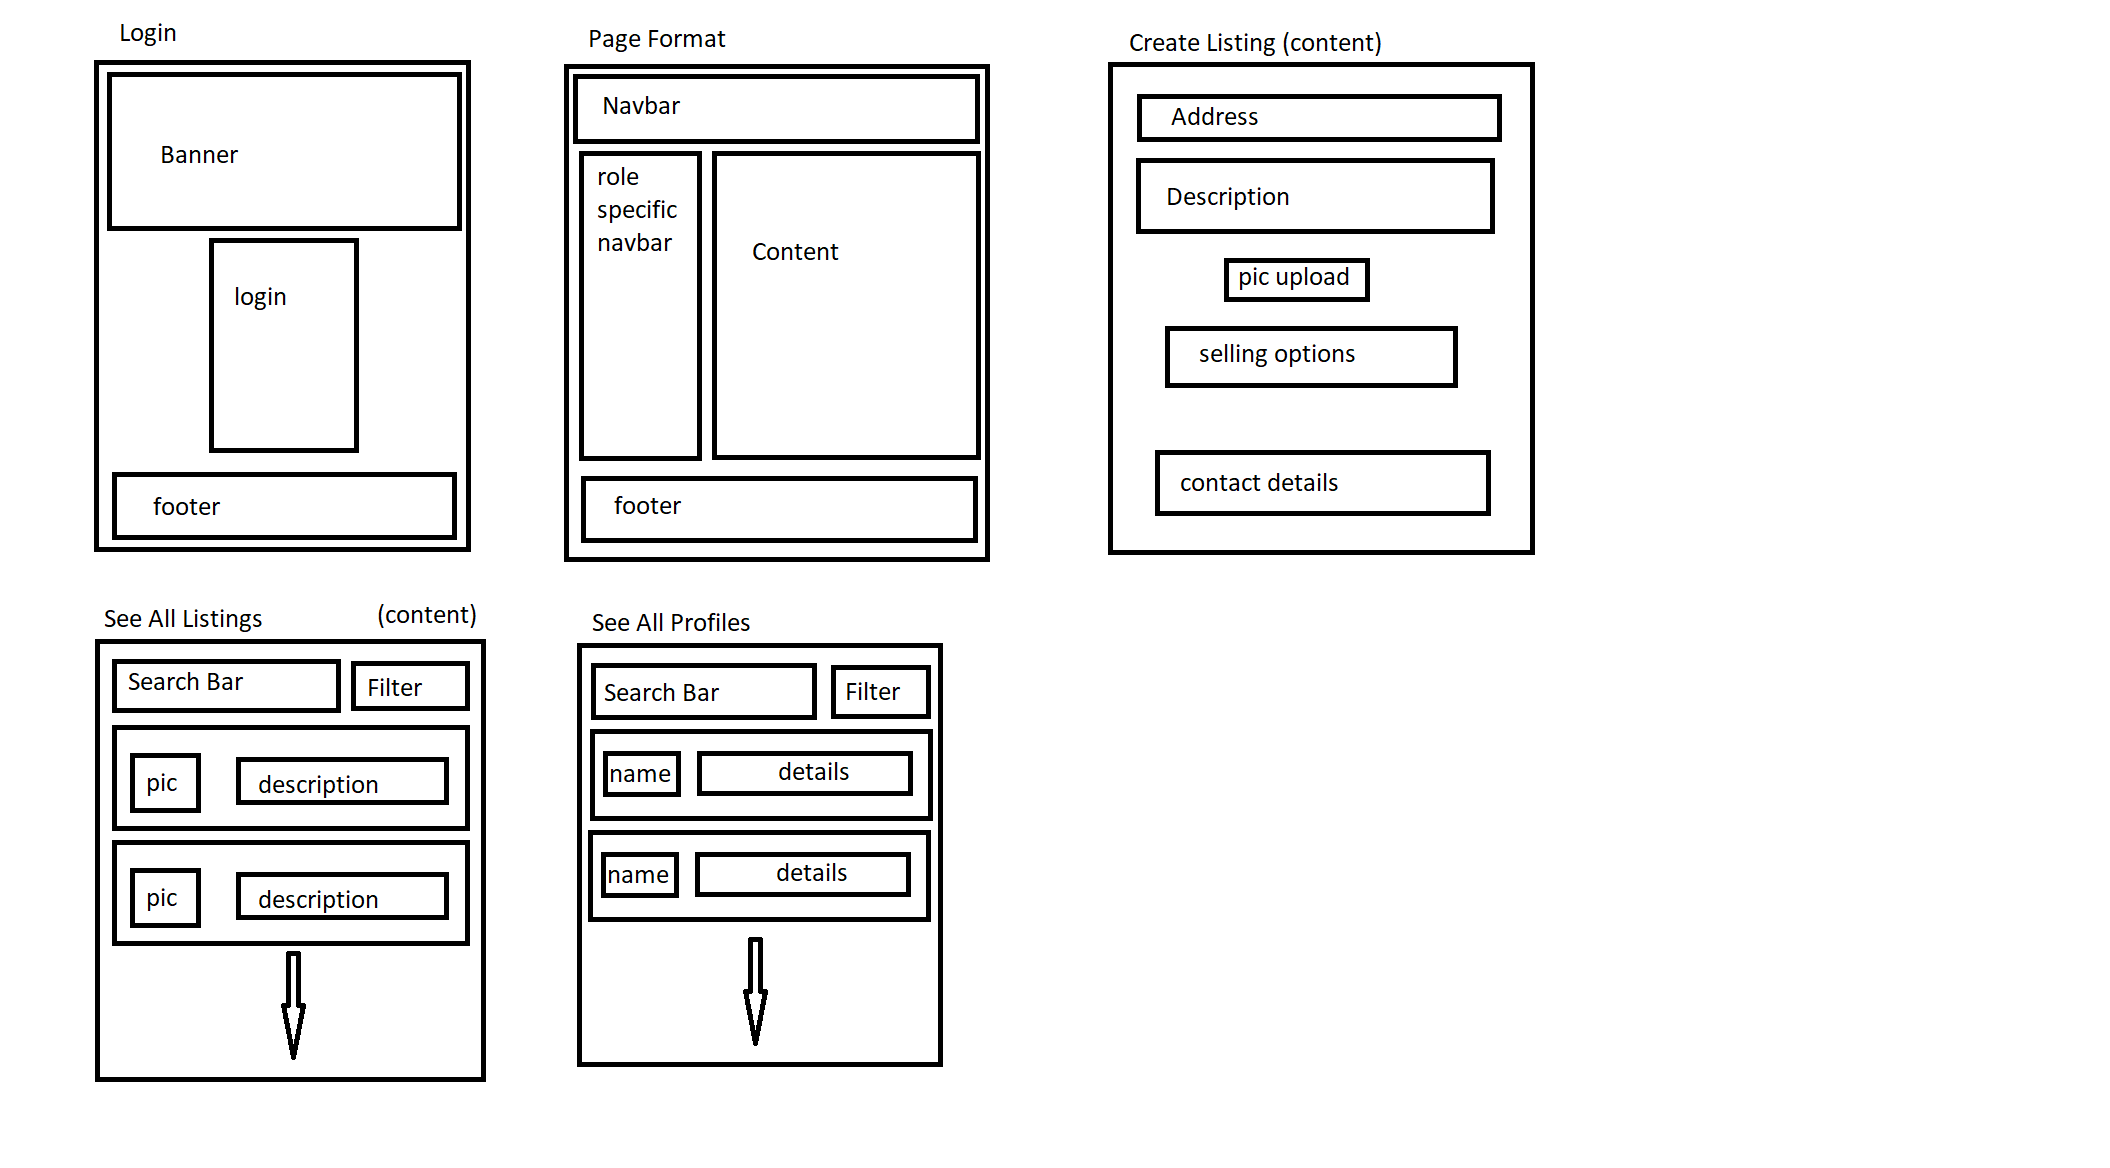 Login
Banner
login
footer
Page Format
Navbar
role
specific
navbar
Content
footer
Create Listing (content)
Address
Description
pic upload
selling options
contact details
See All Listings (content)
Search Bar
Filter
pic
description
pic
description
See All Profiles
Search Bar
Filter
name
details
name
details